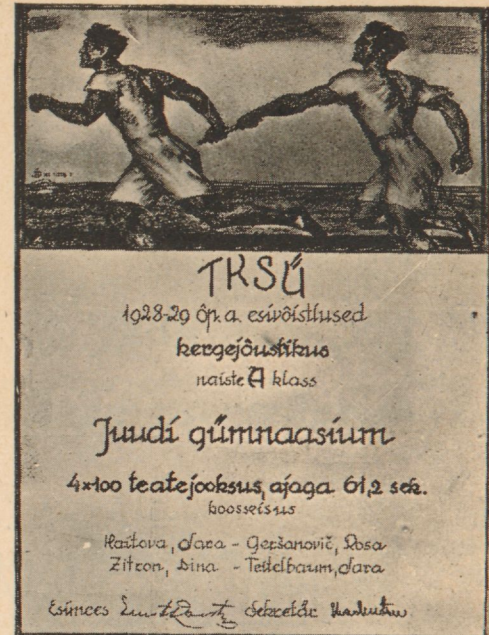 TKSÜ
1928-29 õp. a. esivõistlused
kergejõustikus
naiste A klass
Juudi gümnaasium
4×100 teatejooksus, ajaga 61,2 sek.
koosseisus
Haitova, Sara - Geršanovič, Rosa
Zitron, Dina - Teitelbaum, Sara
Esimees Sekretär